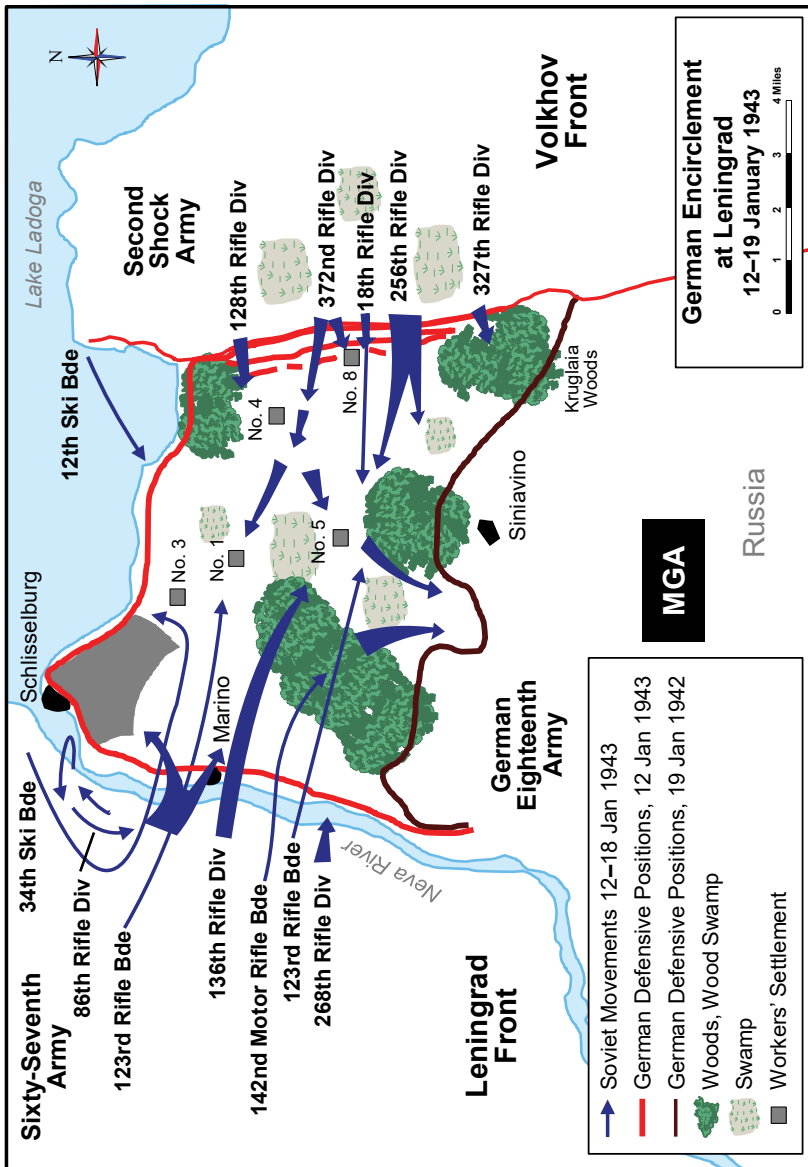 N
Lake Ladoga
Schlisselburg
12th Ski Bde
Second
Shock
Army
Volkhov
Front
34th Ski Bde
86th Rifle Div
123rd Rifle Bde
Sixty-Seventh
Army
136th Rifle Div
142nd Motor Rifle Bde
123rd Rifle Bde
268th Rifle Div
Leningrad
Front
Neva River
Marino
No. 3
No. 1
No. 5
No. 4
No. 8
128th Rifle Div
372nd Rifle Div
18th Rifle Div
256th Rifle Div
327th Rifle Div
Kruglaia
Woods
Siniavino
German
Eighteenth
Army
MGA
Russia
Soviet Movements 12–18 Jan 1943
German Defensive Positions, 12 Jan 1943
German Defensive Positions, 19 Jan 1942
Woods, Wood Swamp
Swamp
Workers' Settlement
German Encirclement
at Leningrad
12–19 January 1943
0 1 2 3 4 Miles